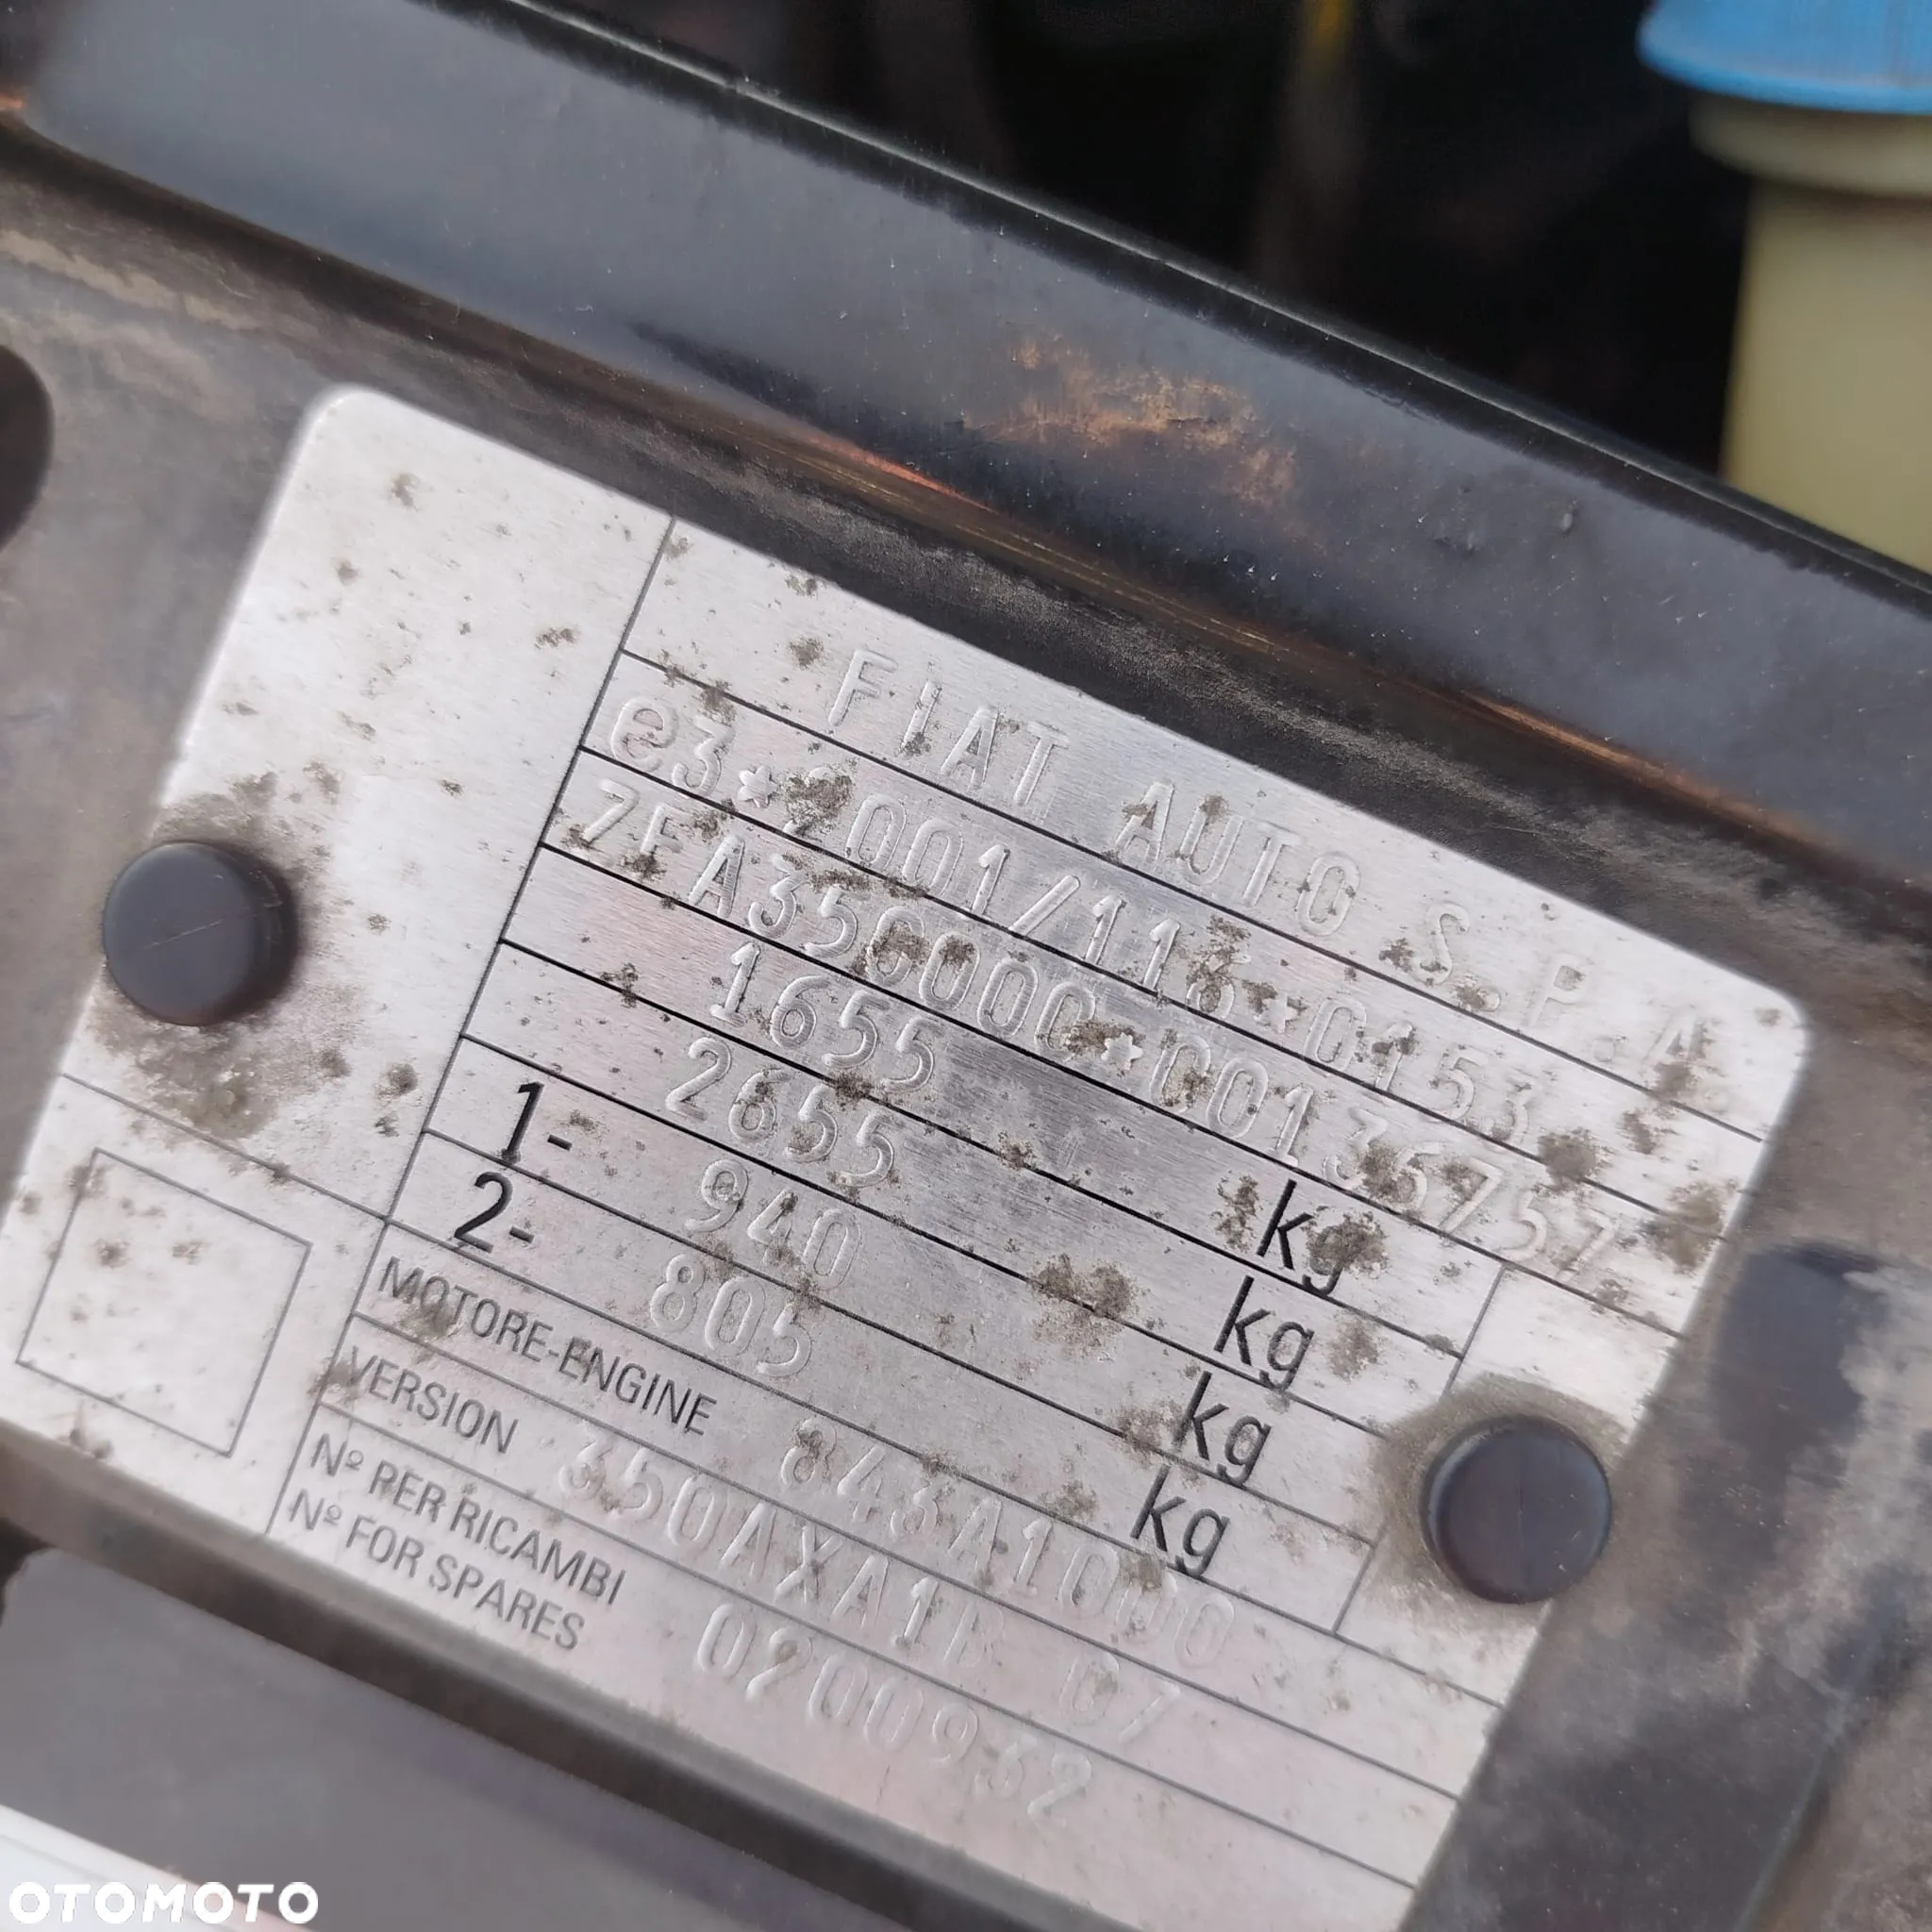 FIAT AUTO S.P.A.
e3*2001/116*0153
ZFA35000000136757
1655 kg
2655 kg
1- 940 kg
2- 805 kg
MOTORE-ENGINE 843A1000
VERSION 350AXA1B 07
Nº PER RICAMBI
Nº FOR SPARES 0200932
OTOMOTO